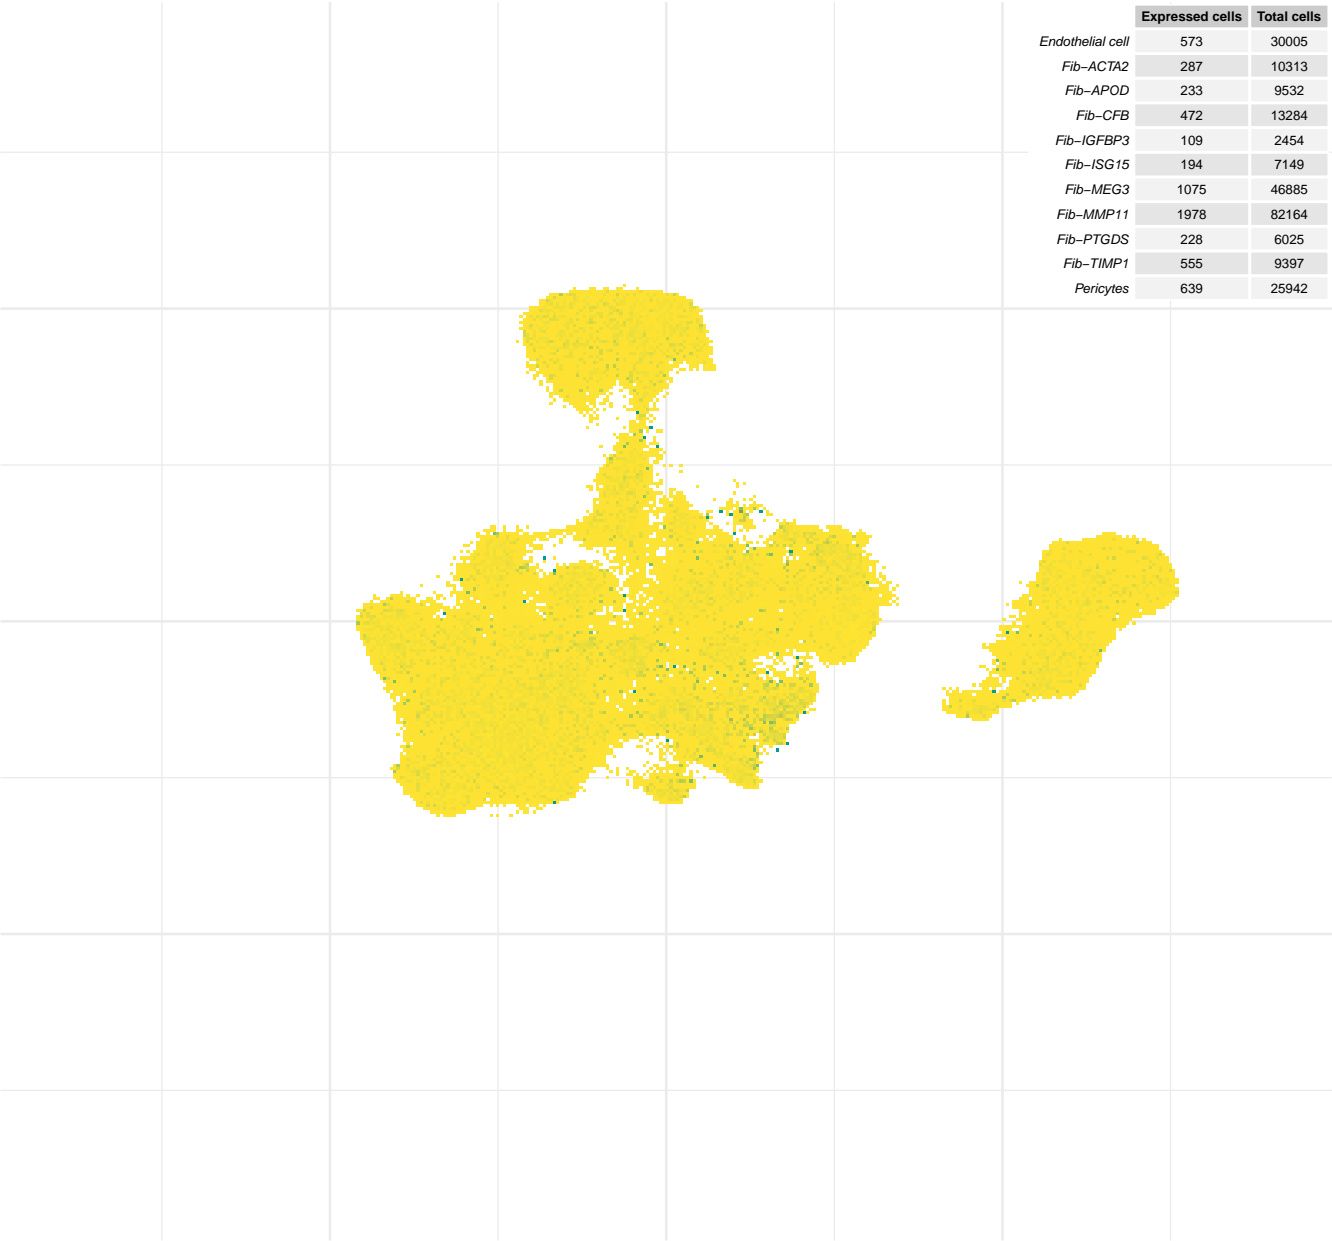 Expressed cells Total cells
Endothelial cell 573 30005
Fib−ACTA2 287 10313
Fib−APOD 233 9532
Fib−CFB 472 13284
Fib−IGFBP3 109 2454
Fib−ISG15 194 7149
Fib−MEG3 1075 46885
Fib−MMP11 1978 82164
Fib−PTGDS 228 6025
Fib−TIMP1 555 9397
Pericytes 639 25942